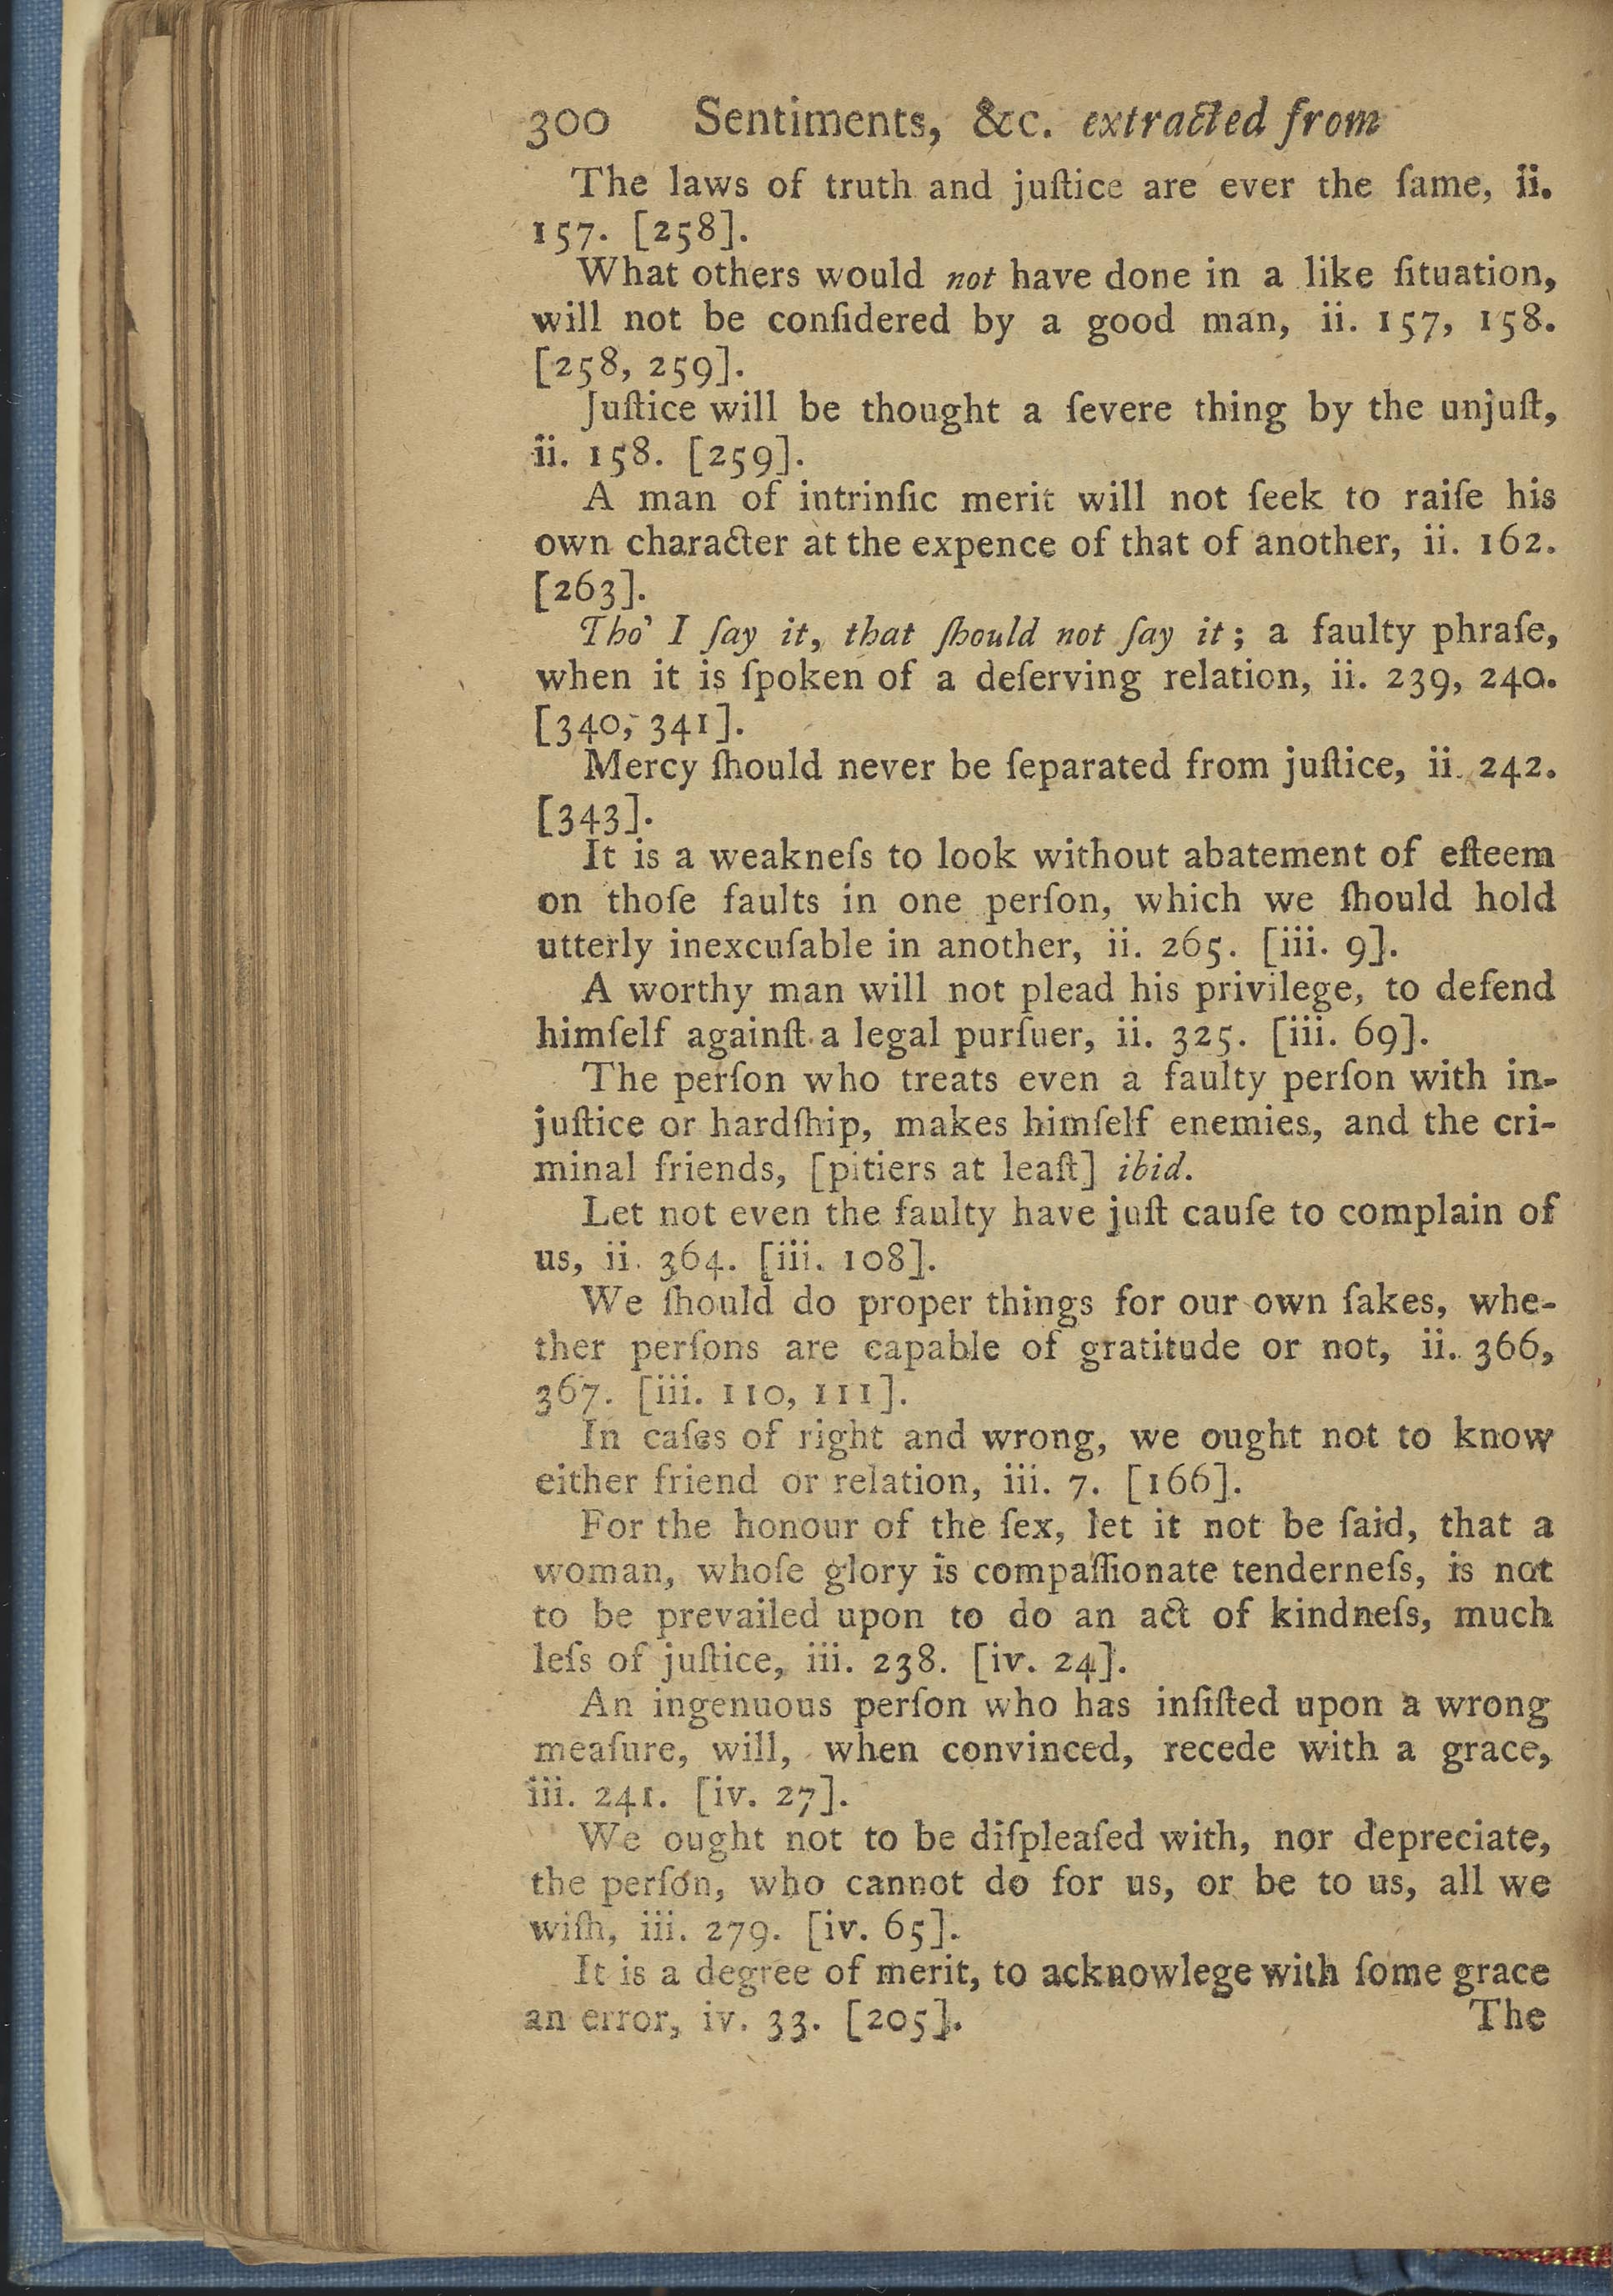 300 Sentiments, &c. extracted from
The laws of truth and juſtice are ever the ſame, ii.
157. [258].
What others would not have done in a like ſituation,
will not be conſidered by a good man, ii. 157, 158.
[258, 259].
Juſtice will be thought a ſevere thing by the unjuſt,
ii. 158. [259].
A man of intrinſic merit will not ſeek to raiſe his
own character at the expence of that of another, ii. 162.
[263].
Tho' I ſay it, that ſhould not ſay it; a faulty phraſe,
when it is ſpoken of a deſerving relation, ii. 239, 240.
[340, 341].
Mercy ſhould never be ſeparated from juſtice, ii. 242.
[343].
It is a weakneſs to look without abatement of eſteem
on thoſe faults in one perſon, which we ſhould hold
utterly inexcuſable in another, ii. 265. [iii. 9].
A worthy man will not plead his privilege, to defend
himſelf againſt a legal purſuer, ii. 325. [iii. 69].
The perſon who treats even a faulty perſon with in-
juſtice or hardſhip, makes himſelf enemies, and the cri-
minal friends, [pitiers at leaſt] ibid.
Let not even the faulty have juſt cauſe to complain of
us, ii. 364. [iii. 108].
We ſhould do proper things for our own ſakes, whe-
ther perſons are capable of gratitude or not, ii. 366,
367. [iii. 110, 111].
In caſes of right and wrong, we ought not to know
either friend or relation, iii. 7. [166].
For the honour of the ſex, let it not be ſaid, that a
woman, whoſe glory is compaſſionate tenderneſs, is not
to be prevailed upon to do an act of kindneſs, much
leſs of juſtice, iii. 238. [iv. 24].
An ingenuous perſon who has inſiſted upon a wrong
meaſure, will, when convinced, recede with a grace,
iii. 241. [iv. 27].
We ought not to be diſpleaſed with, nor depreciate,
the perſon, who cannot do for us, or be to us, all we
wiſh, iii. 279. [iv. 65].
It is a degree of merit, to acknowlege with ſome grace
an error, iv. 33. [205]. The